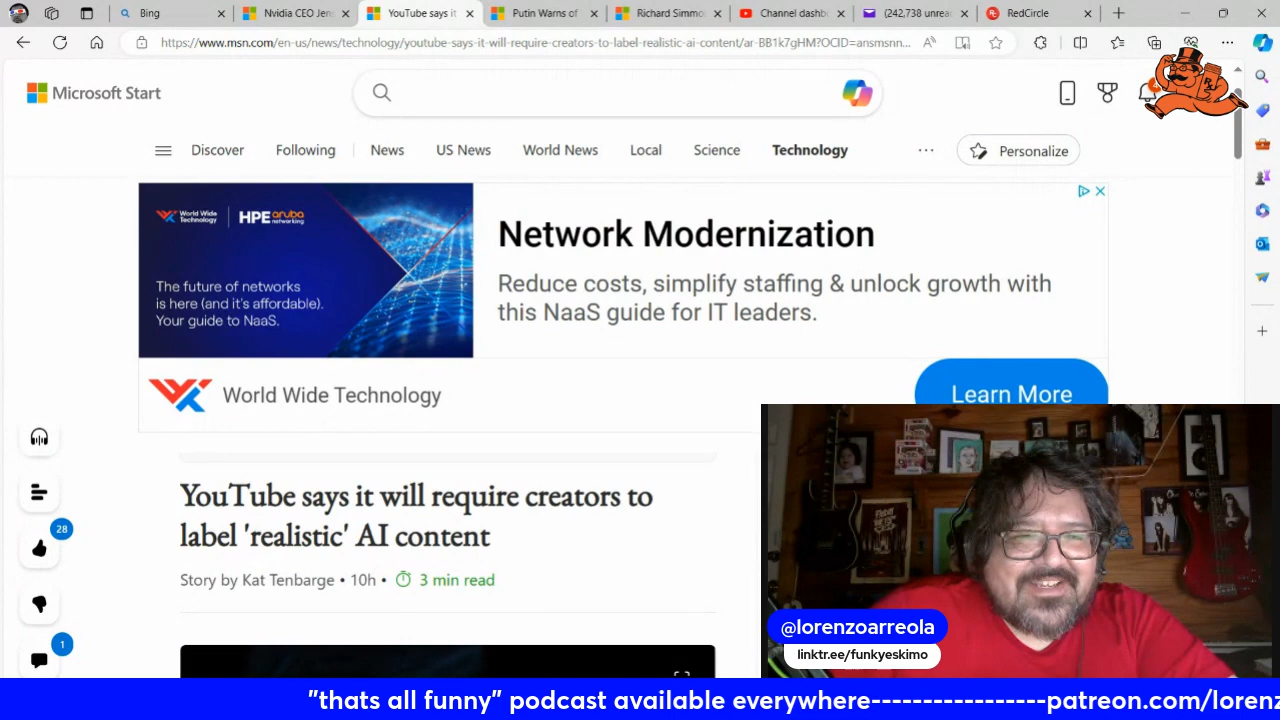 Bing
Nvidia CEO Jen
YouTube says it
Putin Warns of
Richard Simmo
Channel dashb
(242,738 unrea
RedCircle
https://www.msn.com/en-us/news/technology/youtube-says-it-will-require-creators-to-label-realistic-ai-content/ar-BB1k7gHM?OCID=ansmsnn...
Microsoft Start
Discover
Following
News
US News
World News
Local
Science
Technology
Personalize
World Wide Technology
HPE aruba networking
The future of networks
is here (and it's affordable).
Your guide to NaaS.
Network Modernization
Reduce costs, simplify staffing & unlock growth with
this NaaS guide for IT leaders.
World Wide Technology
Learn More
28
YouTube says it will require creators to
label 'realistic' AI content
Story by Kat Tenbarge • 10h • 3 min read
1
@lorenzoarreola
linktr.ee/funkyeskimo
"thats all funny" podcast available everywhere-----------------patreon.com/lorenz